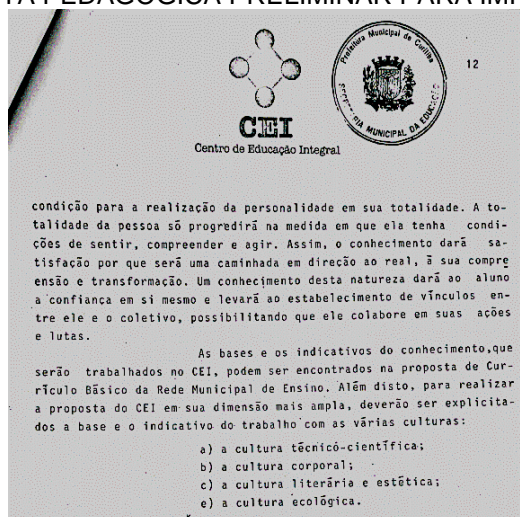 PEDAGÓGICA PRELIMINAR PARA
Prefeitura Municipal de Curitiba
SECRETARIA MUNICIPAL DA EDUCAÇÃO
12
CEI
Centro de Educação Integral
condição para a realização da personalidade em sua totalidade. A to-
talidade da pessoa só progredirá na medida em que ela tenha condi-
ções de sentir, compreender e agir. Assim, o conhecimento dará sa-
tisfação por que será uma caminhada em direção ao real, à sua compre
ensão e transformação. Um conhecimento desta natureza dará ao aluno
a confiança em si mesmo e levará ao estabelecimento de vínculos en-
tre ele e o coletivo, possibilitando que ele colabore em suas ações
e lutas.
As bases e os indicativos do conhecimento,que
serão trabalhados no CEI, podem ser encontrados na proposta de Cur-
rículo Básico da Rede Municipal de Ensino. Além disto, para realizar
a proposta do CEI em sua dimensão mais ampla, deverão ser explicita-
dos a base e o indicativo do trabalho com as várias culturas:
a) a cultura técnicó-científica;
b) a cultura corporal;
c) a cultura literária e estética;
e) a cultura ecológica.